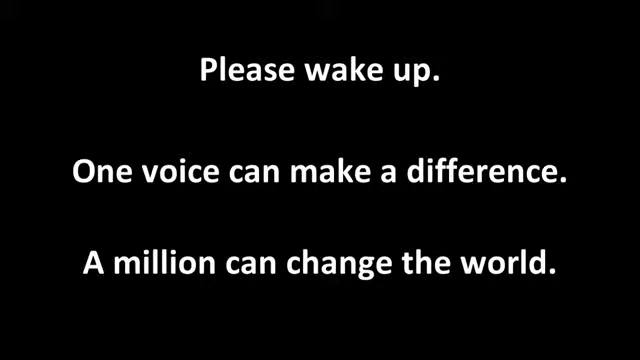 Please wake up.
One voice can make a difference.
A million can change the world.